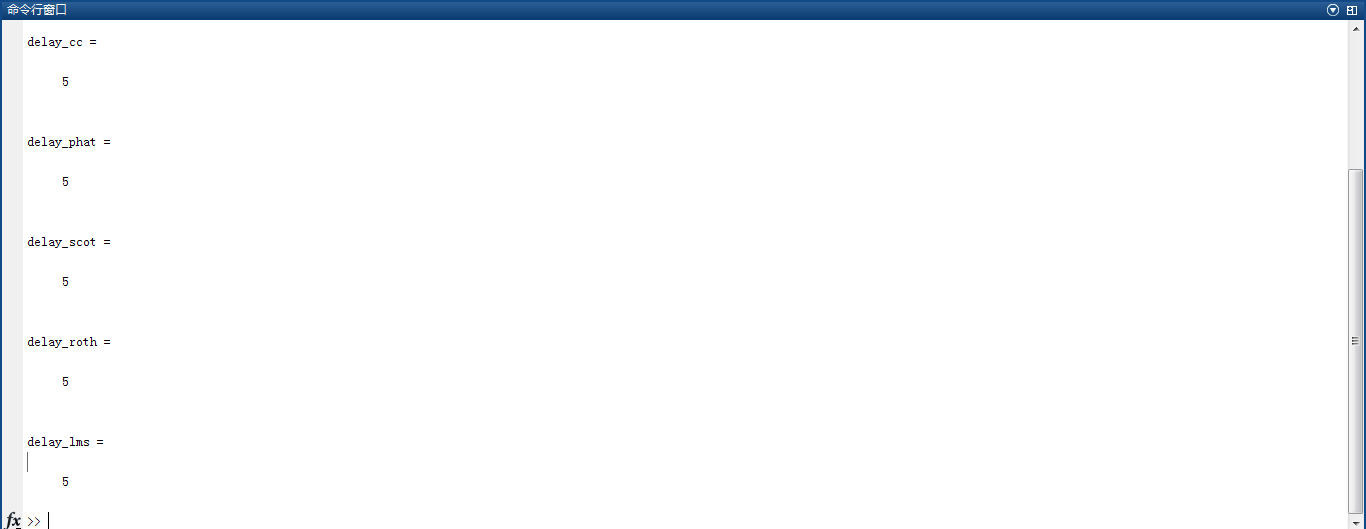 命令行窗口
delay_cc =
5
delay_phat =
5
delay_scot =
5
delay_roth =
5
delay_lms =
5
fx >>